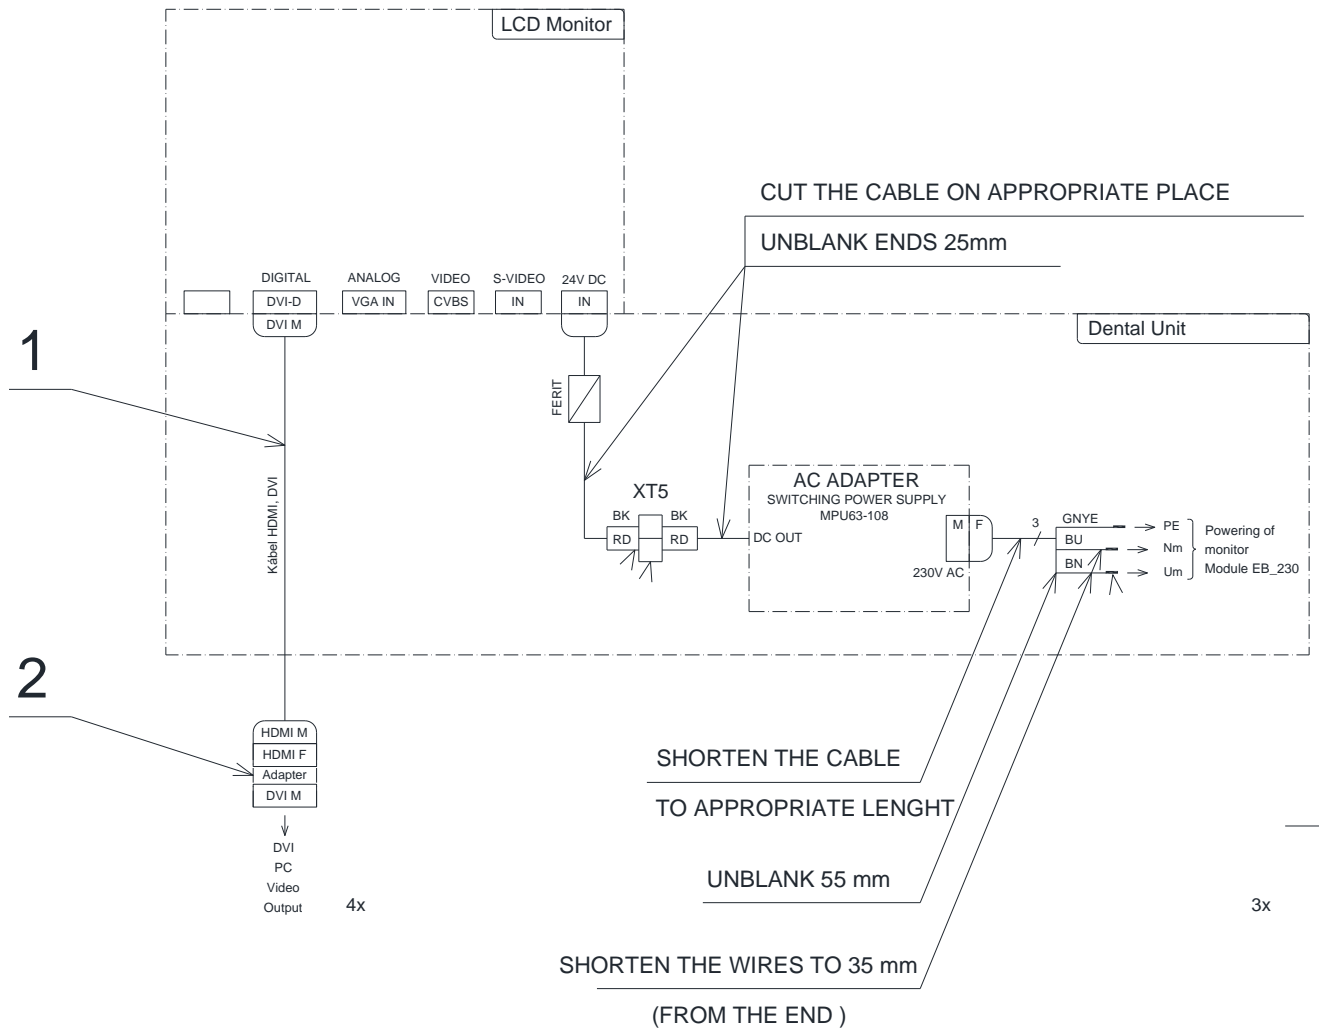 LCD Monitor
CUT THE CABLE ON APPROPRIATE PLACE
UNBLANK ENDS 25mm
DIGITAL ANALOG VIDEO S-VIDEO 24V DC
DVI-D VGA IN CVBS IN IN
DVI M
Dental Unit
1
FERIT
Kábel HDMI, DVI
XT5
BK BK
RD RD
AC ADAPTER
SWITCHING POWER SUPPLY
MPU63-108
DC OUT
M F
230V AC
3
GNYE
BU
BN
PE
Nm
Um
Powering of
monitor
Module EB_230
2
HDMI M
HDMI F
Adapter
DVI M
DVI
PC
Video
Output
4x
SHORTEN THE CABLE
TO APPROPRIATE LENGHT
UNBLANK 55 mm
3x
SHORTEN THE WIRES TO 35 mm
(FROM THE END )